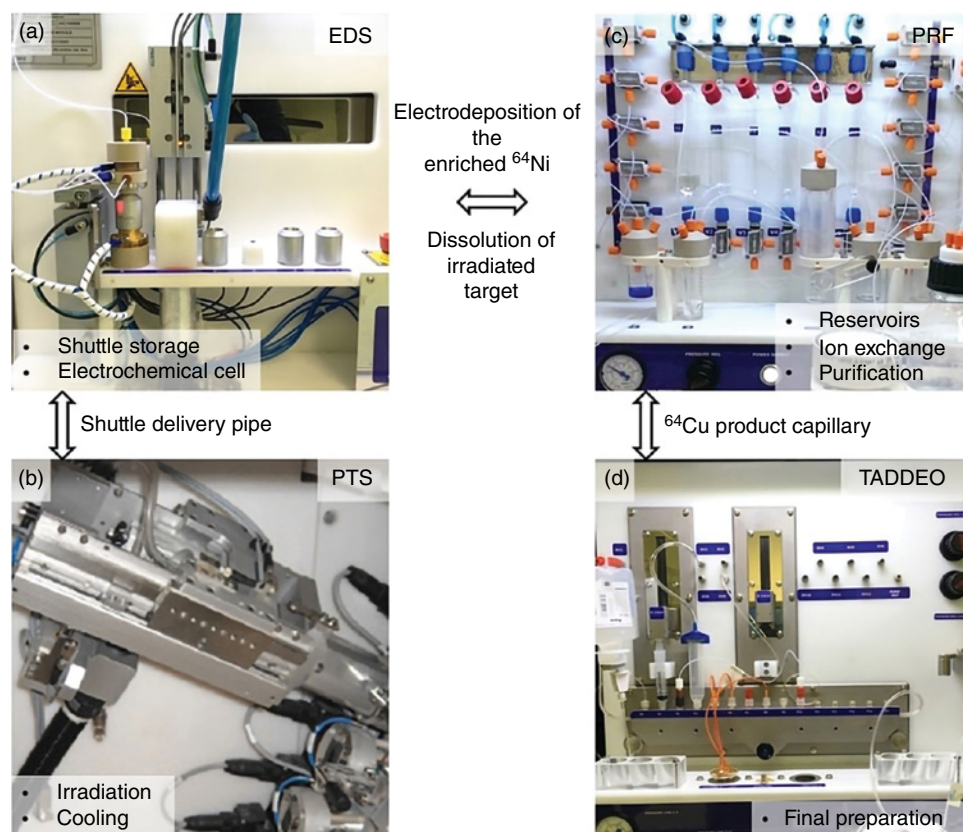 (a)
EDS
• Shuttle storage
• Electrochemical cell
Electrodeposition of
the
enriched ⁶⁴Ni
Dissolution of
irradiated
target
(c)
PRF
• Reservoirs
• Ion exchange
• Purification
Shuttle delivery pipe
⁶⁴Cu product capillary
(b)
PTS
• Irradiation
• Cooling
(d)
TADDEO
• Final preparation